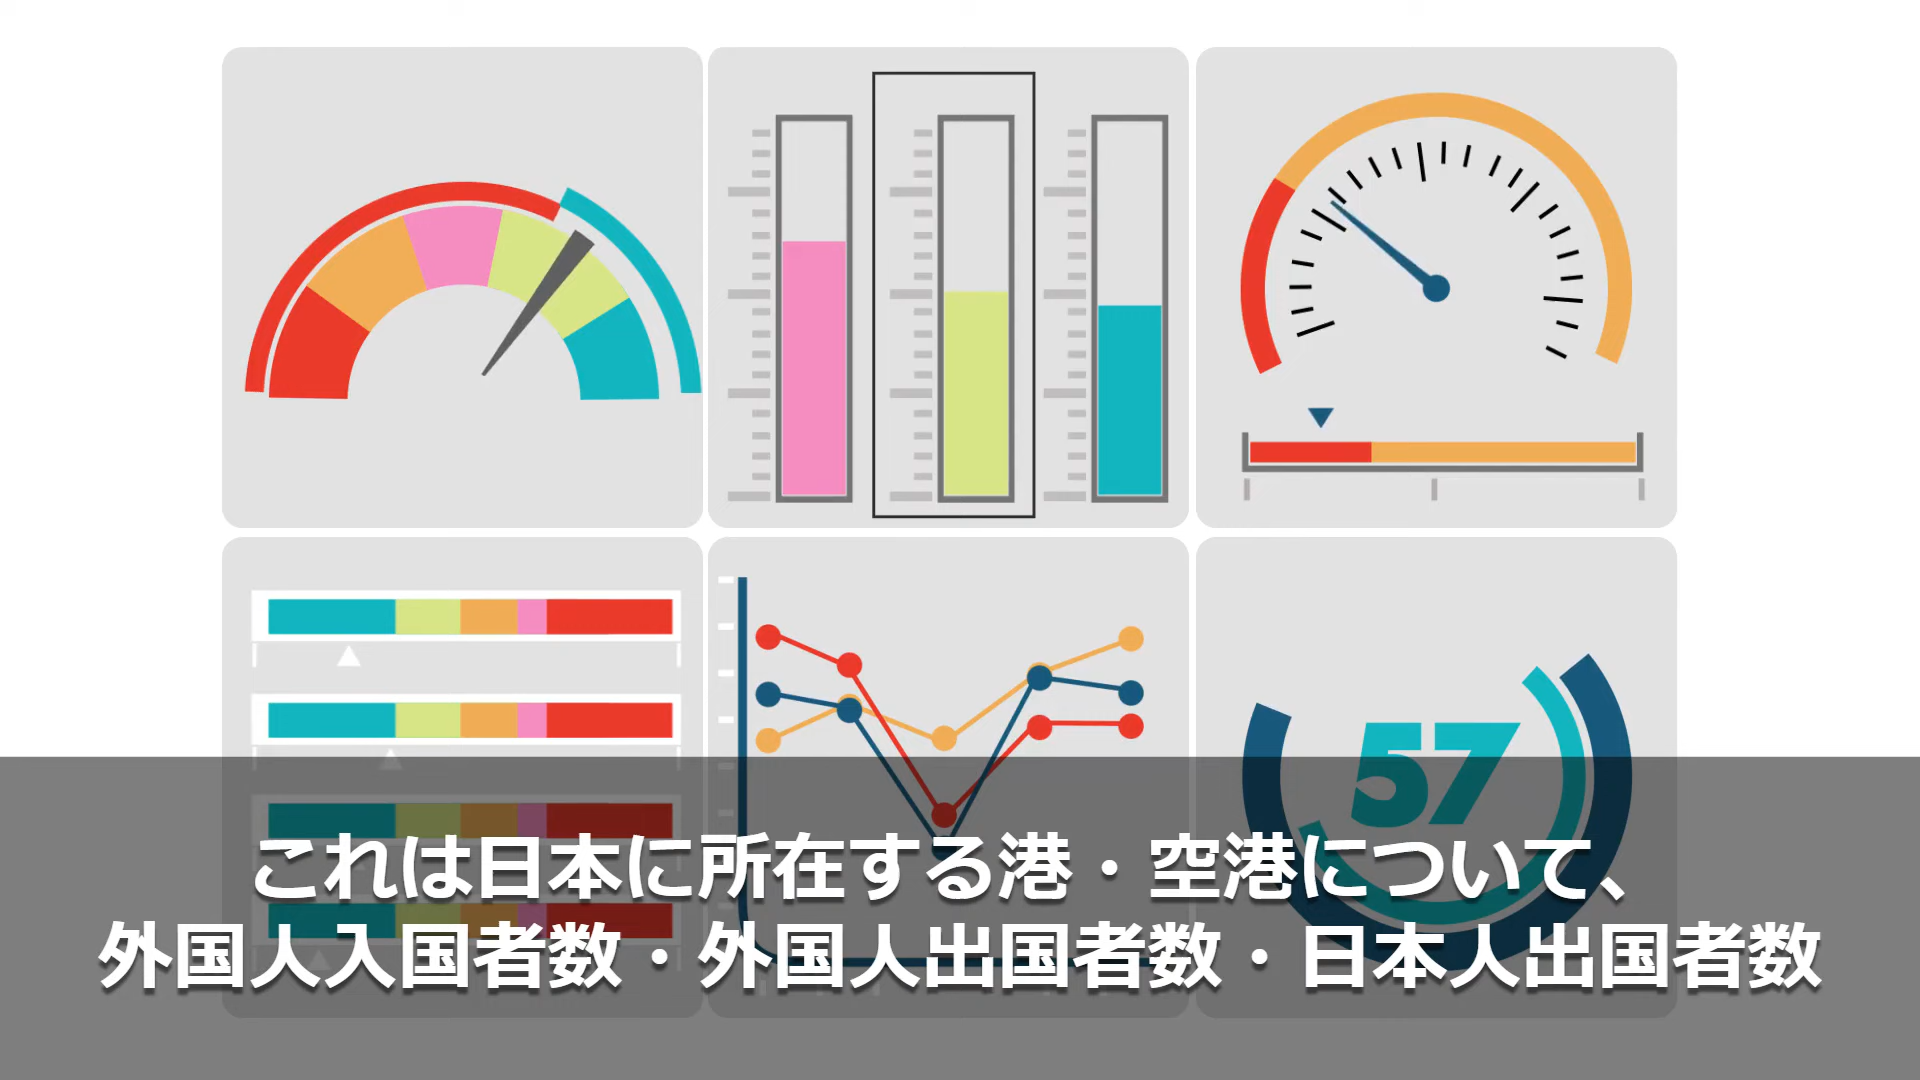 57
これは日本に所在する港・空港について、
外国人入国者数・外国人出国者数・日本人出国者数